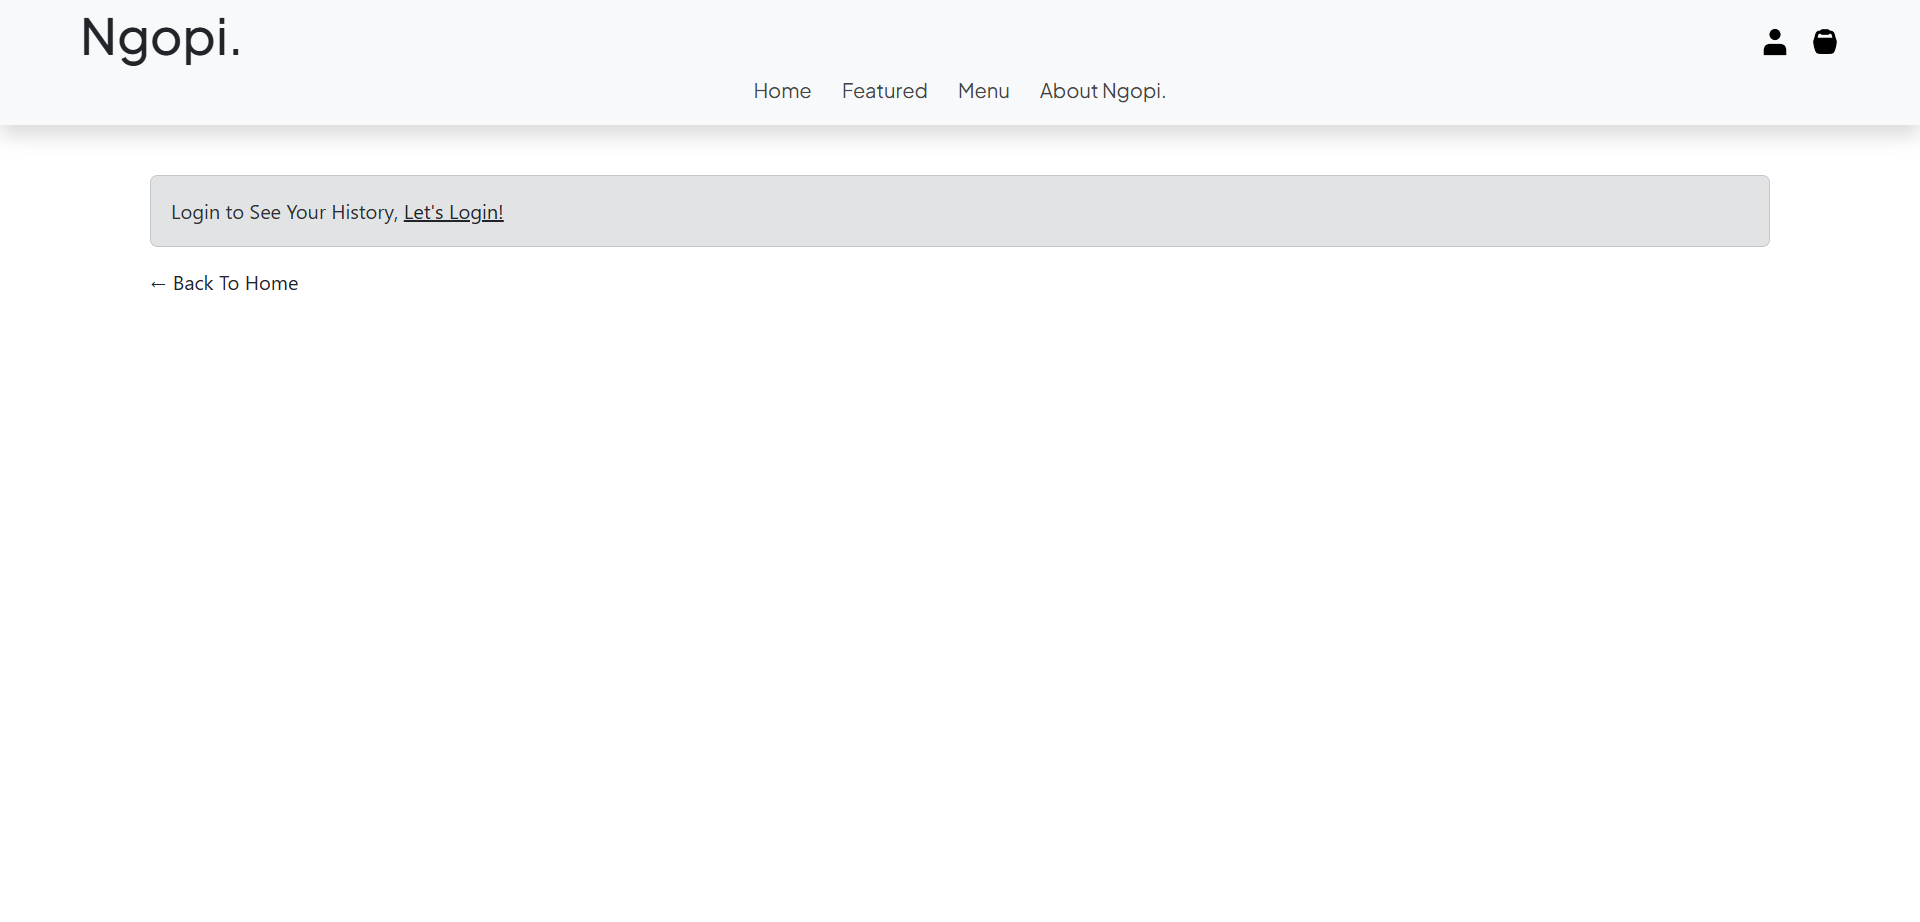 Ngopi.
Home Featured Menu About Ngopi.
Login to See Your History, Let's Login!
← Back To Home